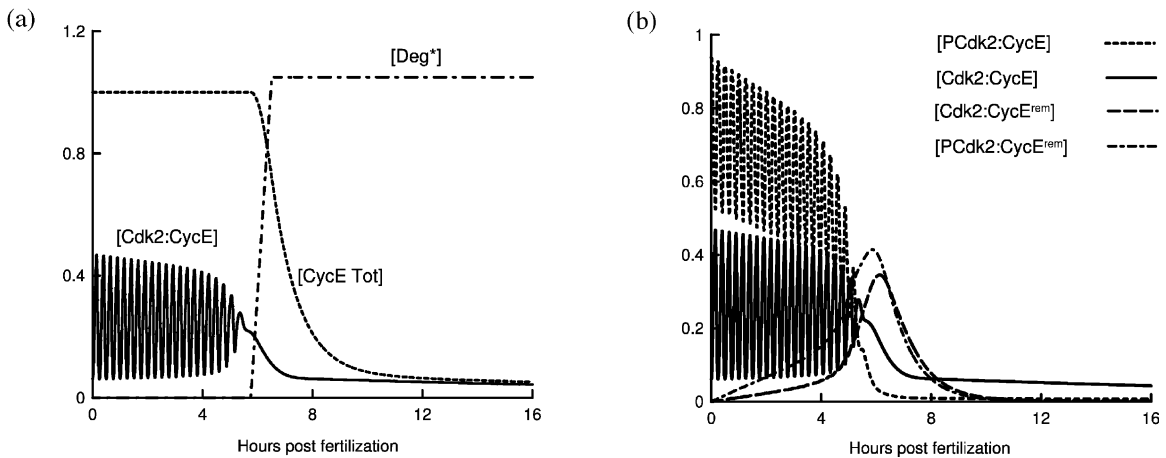 (a)
1.2
0.8
0.4
0
[Deg*]
[Cdk2:CycE]
[CycE Tot]
0 4 8 12 16
Hours post fertilization
(b)
1
0.8
0.6
0.4
0.2
0
[PCdk2:CycE]
[Cdk2:CycE]
[Cdk2:CycE^rem]
[PCdk2:CycE^rem]
0 4 8 12 16
Hours post fertilization